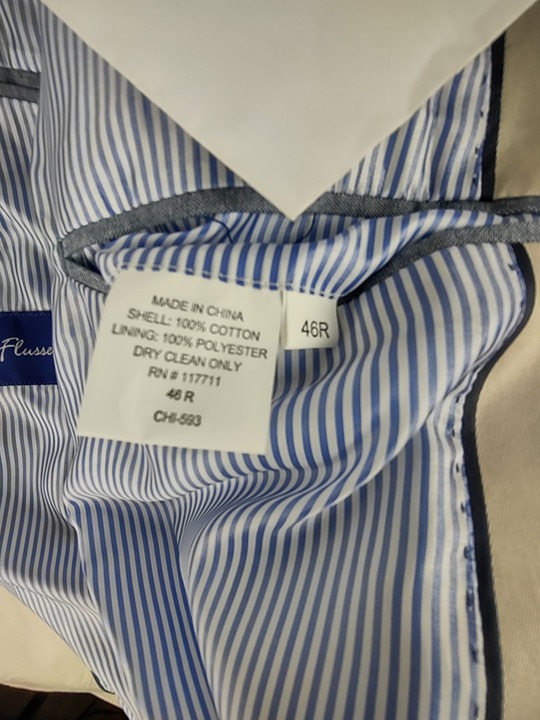 Flusse
MADE IN CHINA
SHELL: 100% COTTON
LINING: 100% POLYESTER
DRY CLEAN ONLY
RN # 117711
46 R
CHI-593
46R